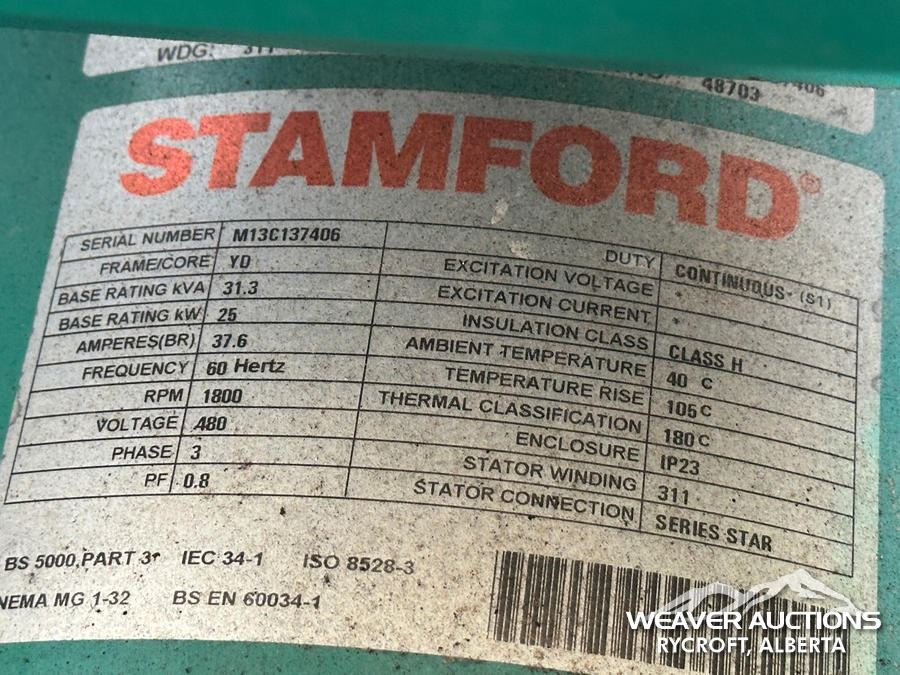 WDG: 311
48703
STAMFORD®
SERIAL NUMBER M13C137406
FRAME/CORE YD
BASE RATING KVA 31.3
BASE RATING kW 25
AMPERES(BR) 37.6
FREQUENCY 60 Hertz
RPM 1800
VOLTAGE 480
PHASE 3
PF 0.8
DUTY CONTINUOUS- (S1)
EXCITATION VOLTAGE
EXCITATION CURRENT
INSULATION CLASS CLASS H
AMBIENT TEMPERATURE 40 C
TEMPERATURE RISE 105 C
THERMAL CLASSIFICATION 180 C
ENCLOSURE IP23
STATOR WINDING 311
STATOR CONNECTION SERIES STAR
BS 5000,PART 3 IEC 34-1 ISO 8528-3
NEMA MG 1-32 BS EN 60034-1
WEAVER AUCTIONS
RYCROFT, ALBERTA